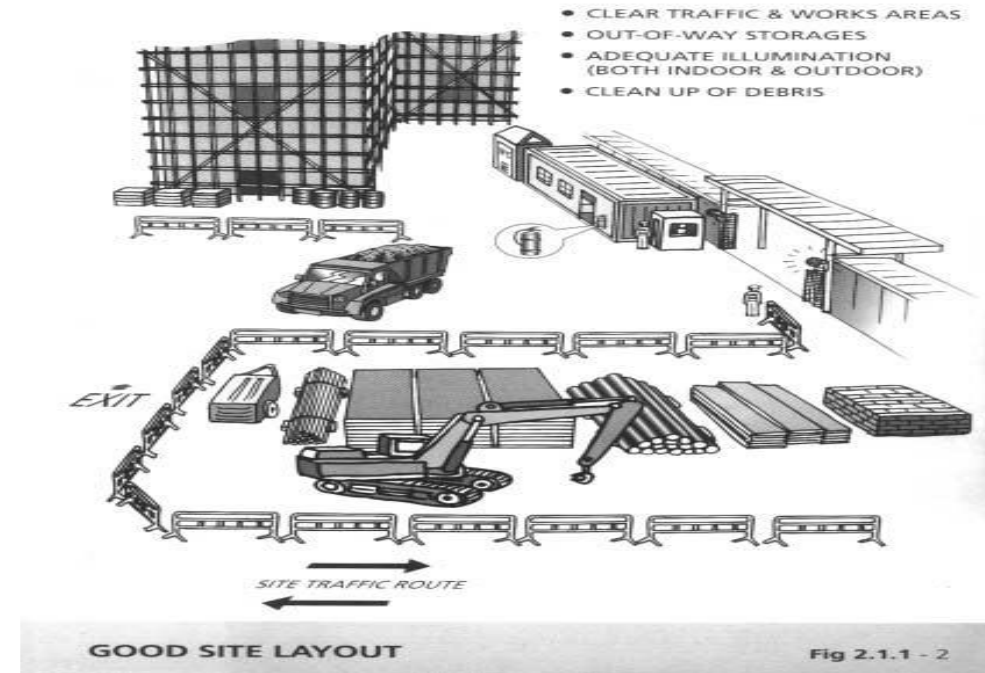 • CLEAR TRAFFIC & WORKS AREAS
• OUT-OF-WAY STORAGES
• ADEQUATE ILLUMINATION
(BOTH INDOOR & OUTDOOR)
• CLEAN UP OF DEBRIS
EXIT
SITE TRAFFIC ROUTE
GOOD SITE LAYOUT
Fig 2.1.1 - 2